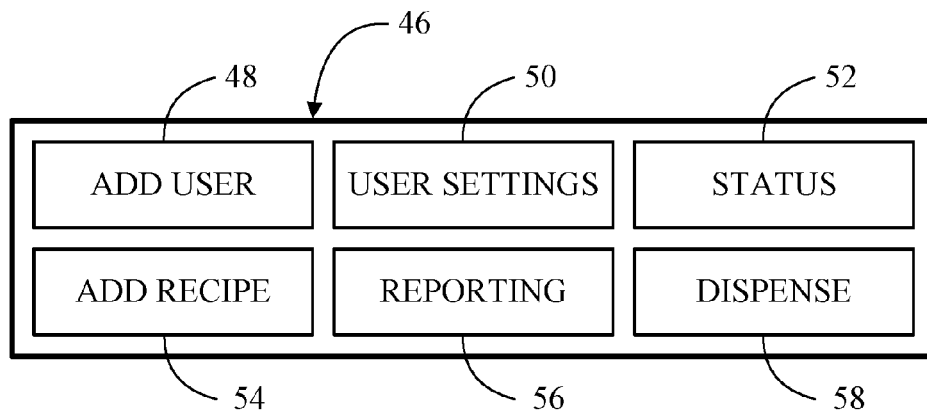 46
48 50 52
ADD USER USER SETTINGS STATUS
ADD RECIPE REPORTING DISPENSE
54 56 58